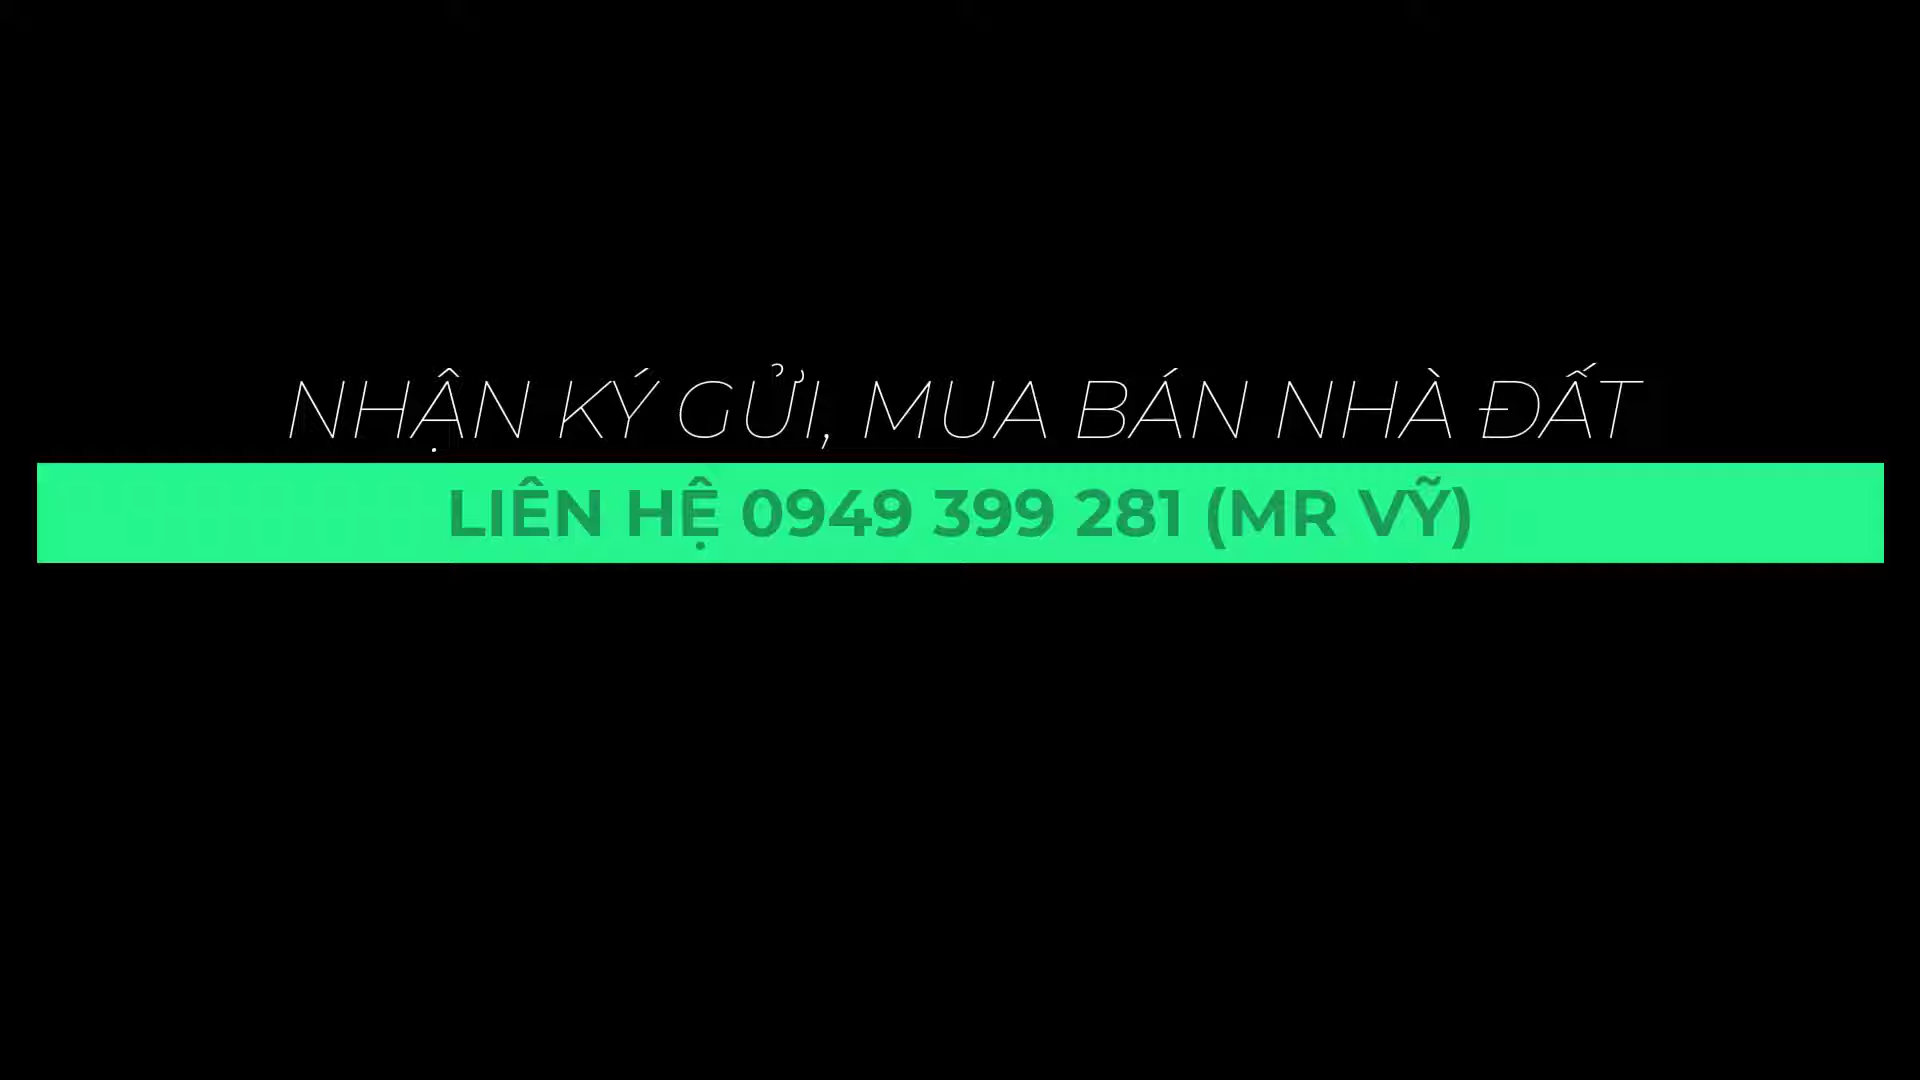 NHẬN KÝ GỬI, MUA BÁN NHÀ ĐẤT
LIÊN HỆ 0949 399 281 (MR VỸ)